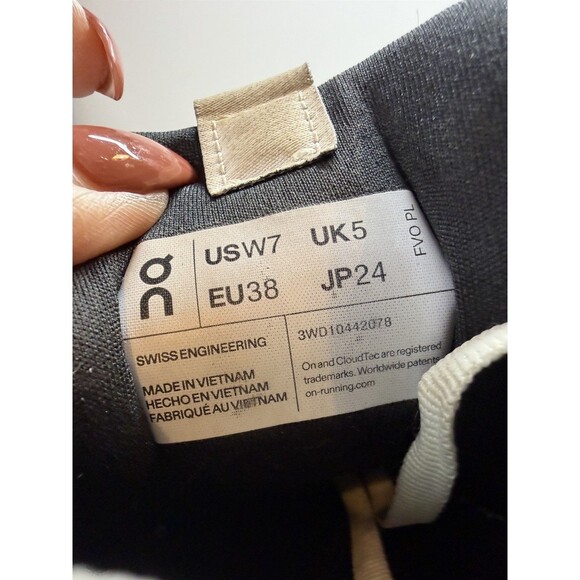 USW7 UK5
EU38 JP24
FVO PL
SWISS ENGINEERING
3WD10442078
MADE IN VIETNAM
HECHO EN VIETNAM
FABRIQUÉ AU VIETNAM
On and CloudTec are registered
trademarks. Worldwide patents
on-running.com